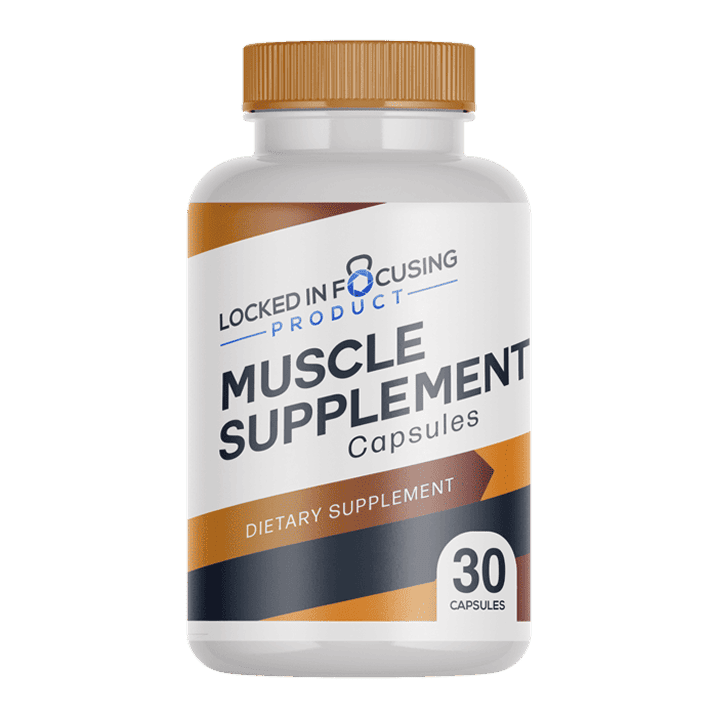 LOCKED IN FOCUSING
PRODUCT
MUSCLE
SUPPLEMENT
Capsules
DIETARY SUPPLEMENT
30
CAPSULES